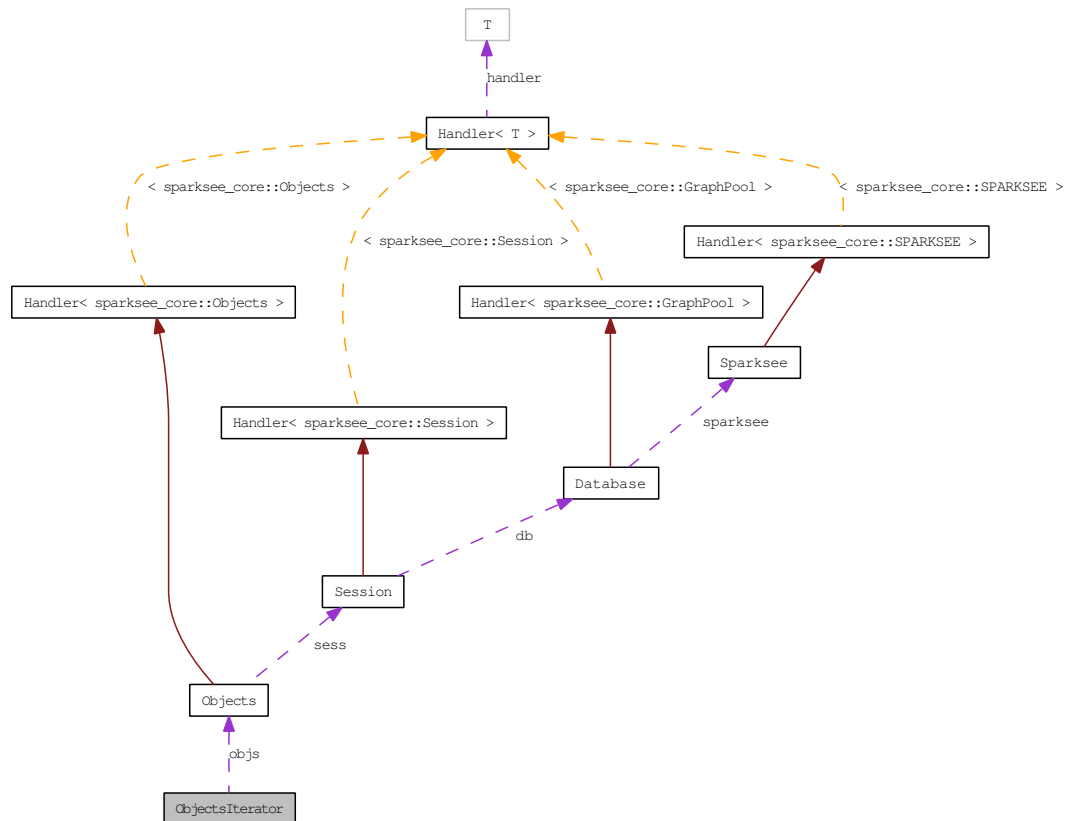 T
handler
Handler< T >
< sparksee_core::Objects >
< sparksee_core::GraphPool >
< sparksee_core::SPARKSEE >
< sparksee_core::Session >
Handler< sparksee_core::SPARKSEE >
Handler< sparksee_core::Objects >
Handler< sparksee_core::GraphPool >
Sparksee
Handler< sparksee_core::Session >
sparksee
Database
db
Session
sess
Objects
objs
ObjectsIterator